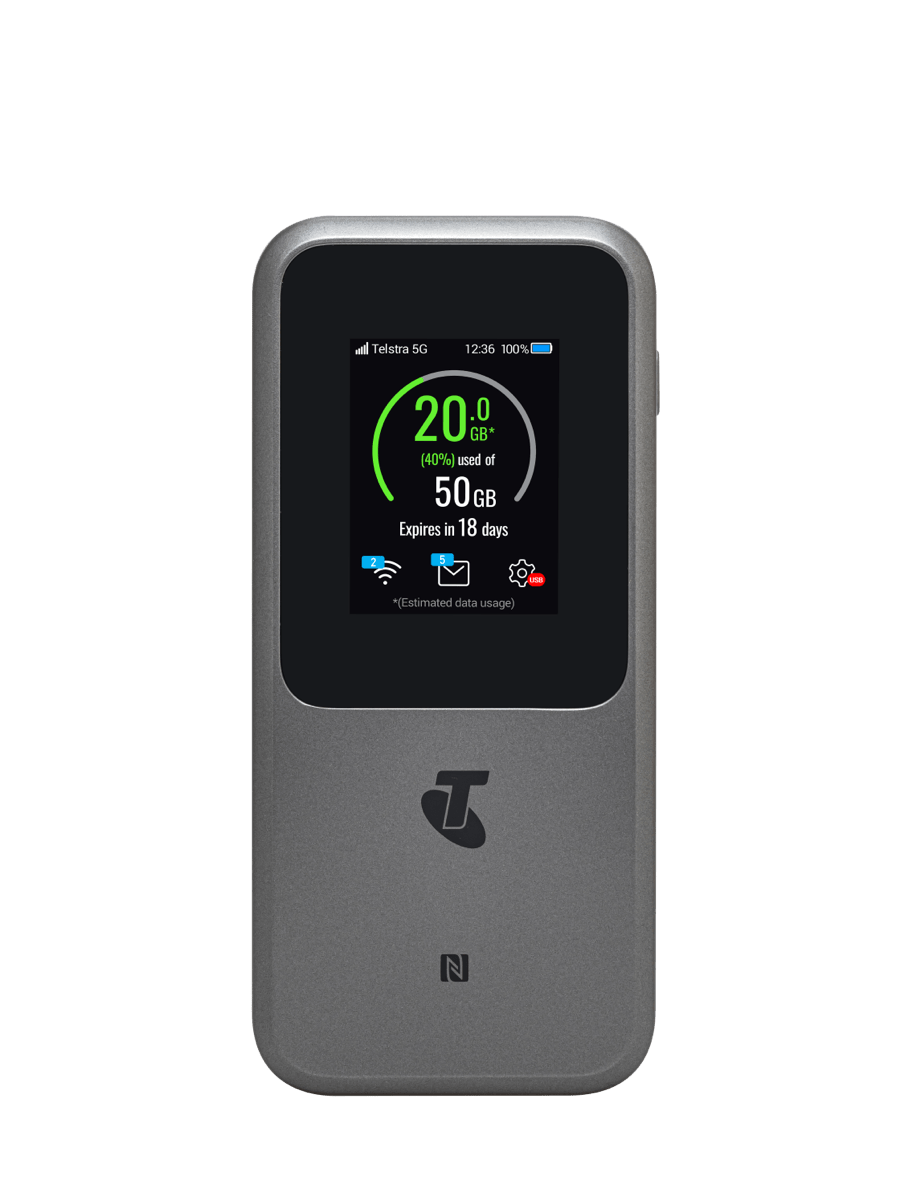 Telstra 5G 12:36 100%
20.0 GB*
(40%) used of
50GB
Expires in 18 days
2 5 USB
*(Estimated data usage)
T
N